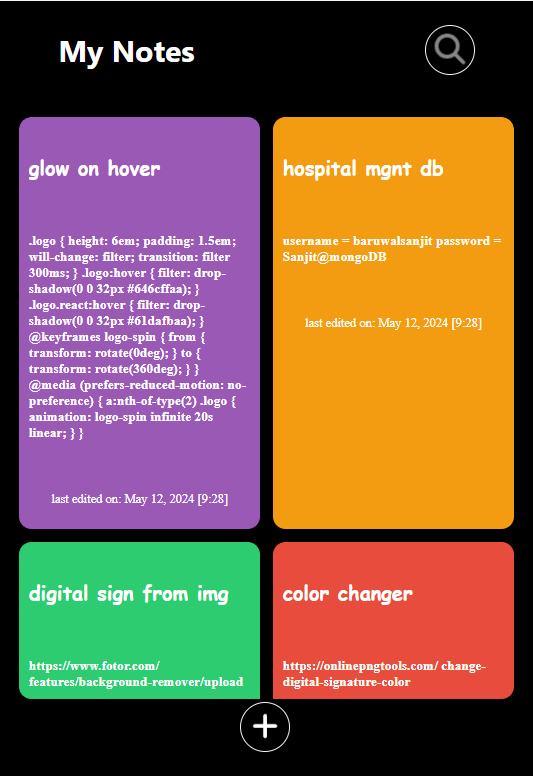 My Notes
glow on hover
.logo { height: 6em; padding: 1.5em;
will-change: filter; transition: filter
300ms; } .logo:hover { filter: drop-
shadow(0 0 32px #646cffaa); }
.logo.react:hover { filter: drop-
shadow(0 0 32px #61dafbaa); }
@keyframes logo-spin { from {
transform: rotate(0deg); } to {
transform: rotate(360deg); } }
@media (prefers-reduced-motion: no-
preference) { a:nth-of-type(2) .logo {
animation: logo-spin infinite 20s
linear; } }
last edited on: May 12, 2024 [9:28]
hospital mgnt db
username = baruwalsanjit password =
Sanjit@mongoDB
last edited on: May 12, 2024 [9:28]
digital sign from img
https://www.fotor.com/
features/background-remover/upload
color changer
https://onlinepngtools.com/ change-
digital-signature-color